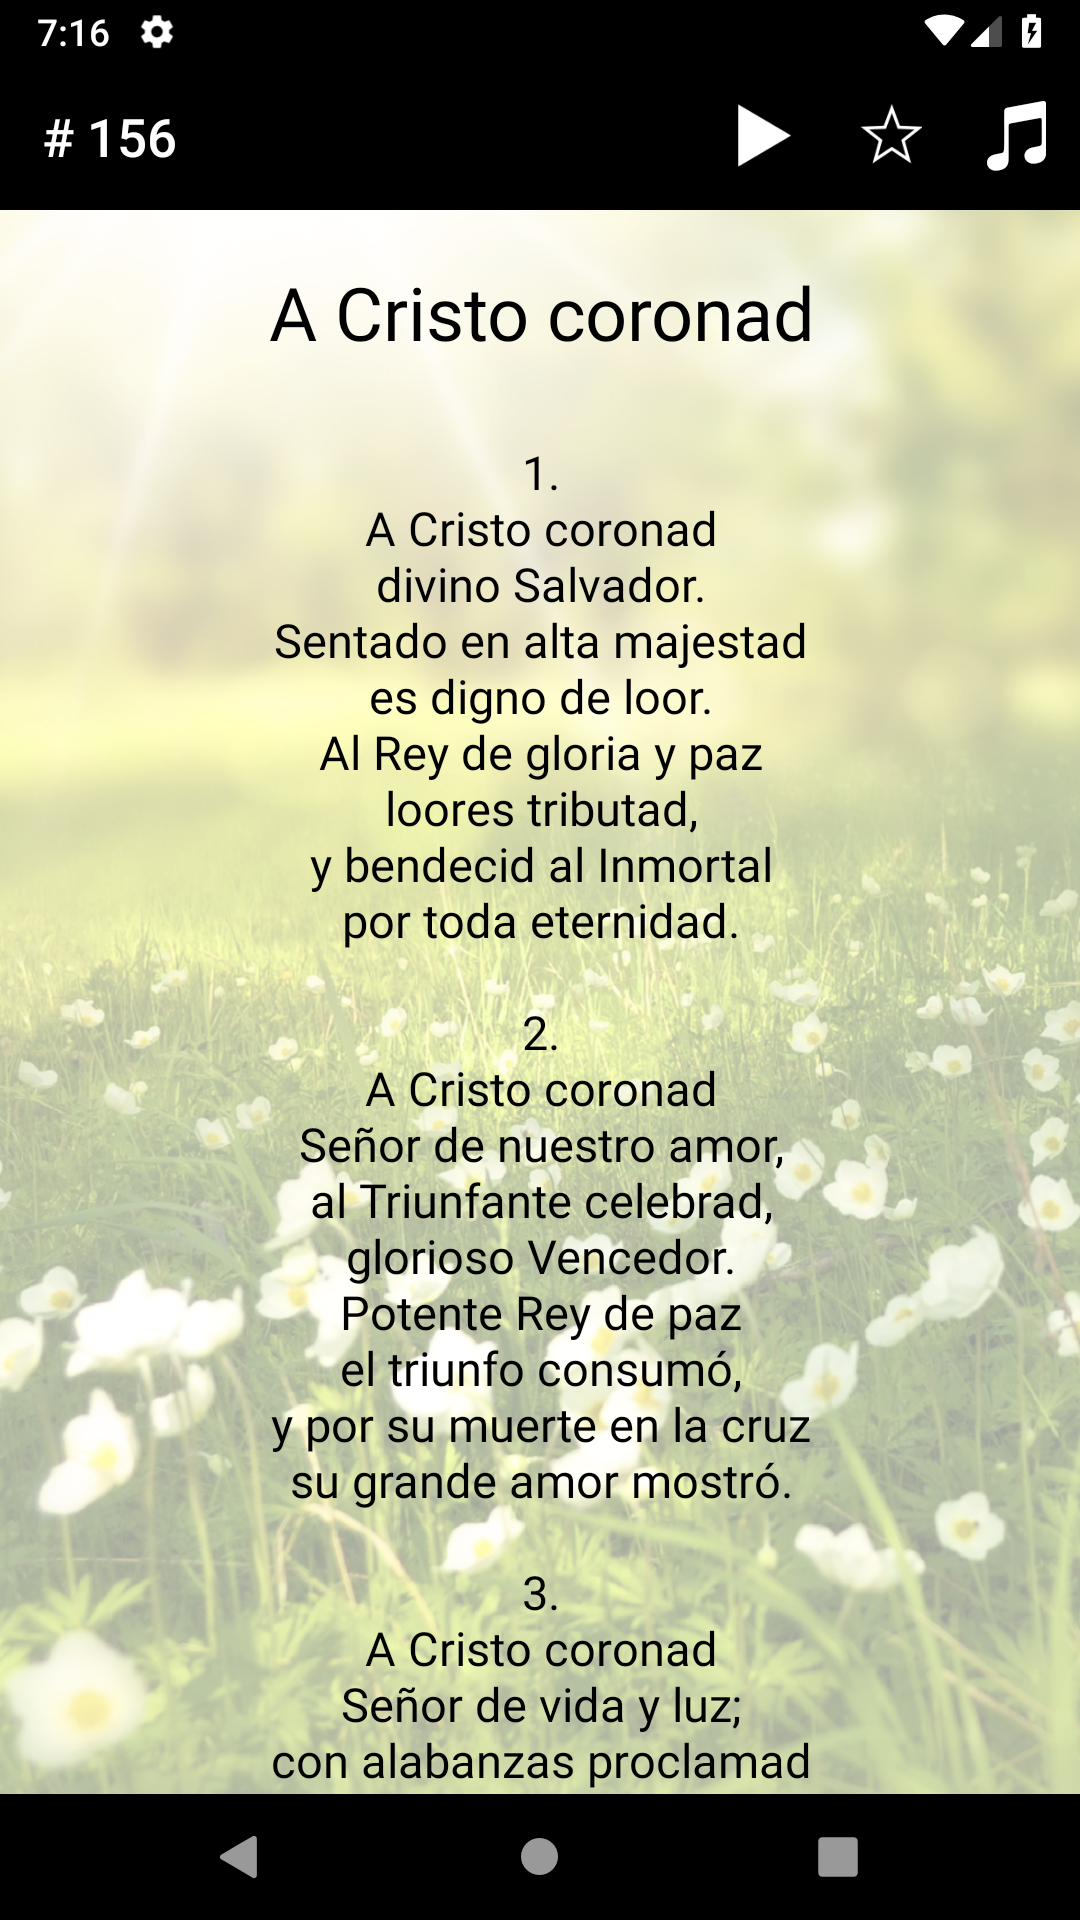 7:16
# 156
A Cristo coronad
1.
A Cristo coronad
divino Salvador.
Sentado en alta majestad
es digno de loor.
Al Rey de gloria y paz
loores tributad,
y bendecid al Inmortal
por toda eternidad.
2.
A Cristo coronad
Señor de nuestro amor,
al Triunfante celebrad,
glorioso Vencedor.
Potente Rey de paz
el triunfo consumó,
y por su muerte en la cruz
su grande amor mostró.
3.
A Cristo coronad
Señor de vida y luz;
con alabanzas proclamad